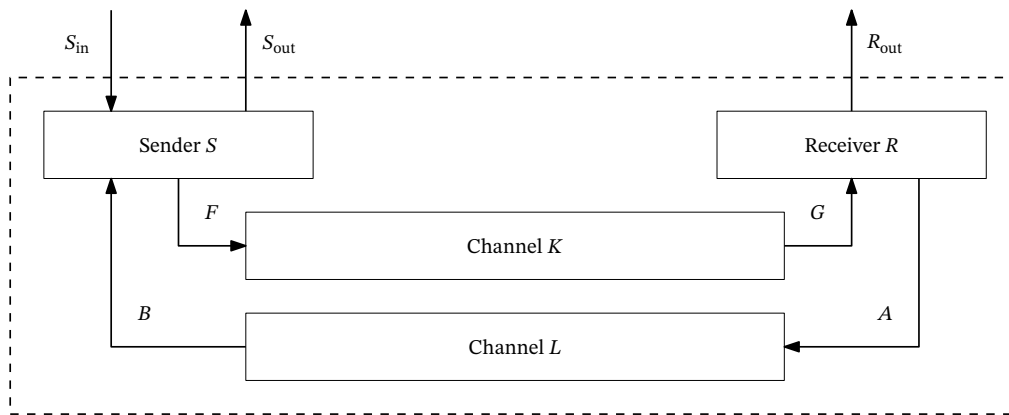 S_in
S_out
R_out
Sender S
Receiver R
F
G
Channel K
B
A
Channel L